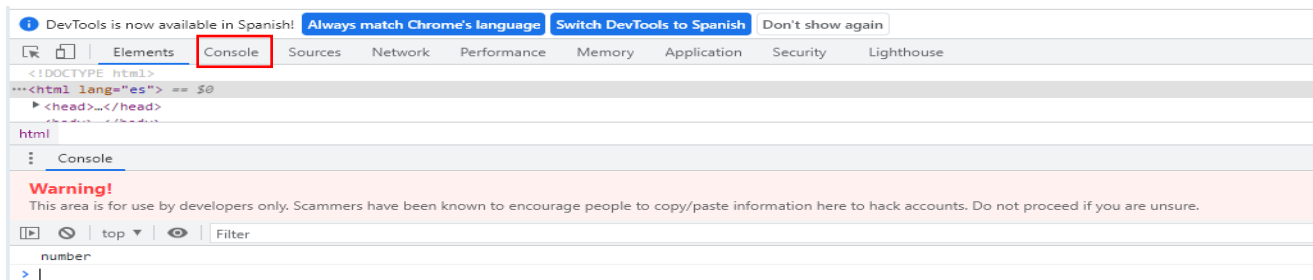 DevTools is now available in Spanish! Always match Chrome's language Switch DevTools to Spanish Don't show again
Elements Console Sources Network Performance Memory Application Security Lighthouse
<!DOCTYPE html>
···<html lang="es"> == $0
<head>…</head>
<body>…</body>
html
Console
Warning!
This area is for use by developers only. Scammers have been known to encourage people to copy/paste information here to hack accounts. Do not proceed if you are unsure.
top Filter
number
>